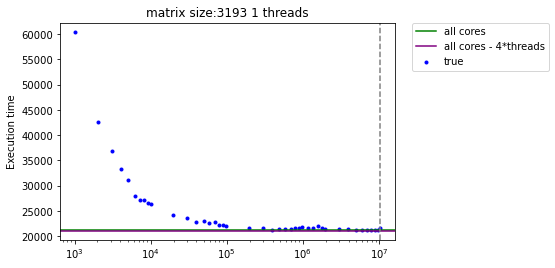 matrix size:3193 1 threads
all cores
all cores - 4*threads
true
Execution time
60000
55000
50000
45000
40000
35000
30000
25000
20000
10³ 10⁴ 10⁵ 10⁶ 10⁷